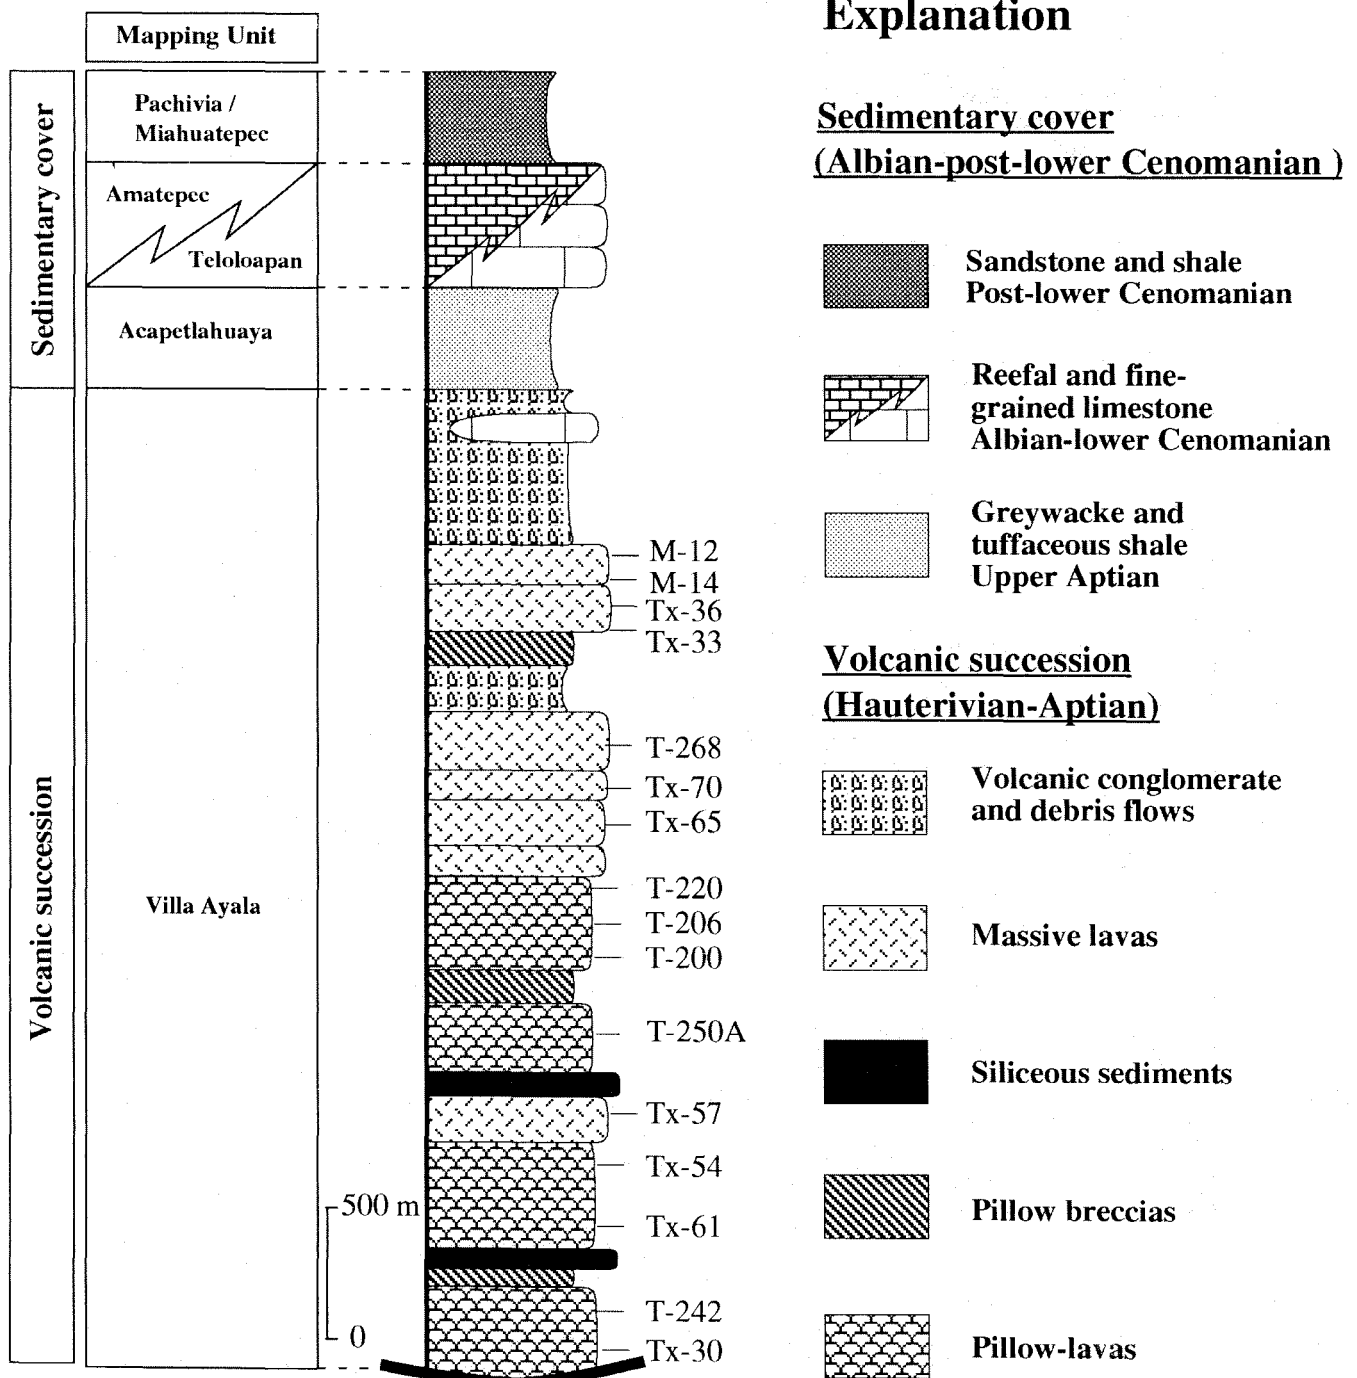 Mapping Unit
Sedimentary cover
Pachivia /
Miahuatepec
Amatepec
Teloloapan
Acapetlahuaya
Volcanic succession
Villa Ayala
500 m
0
M-12
M-14
Tx-36
Tx-33
T-268
Tx-70
Tx-65
T-220
T-206
T-200
T-250A
Tx-57
Tx-54
Tx-61
T-242
Tx-30
Explanation
Sedimentary cover
(Albian-post-lower Cenomanian )
Sandstone and shale
Post-lower Cenomanian
Reefal and fine-
grained limestone
Albian-lower Cenomanian
Greywacke and
tuffaceous shale
Upper Aptian
Volcanic succession
(Hauterivian-Aptian)
Volcanic conglomerate
and debris flows
Massive lavas
Siliceous sediments
Pillow breccias
Pillow-lavas